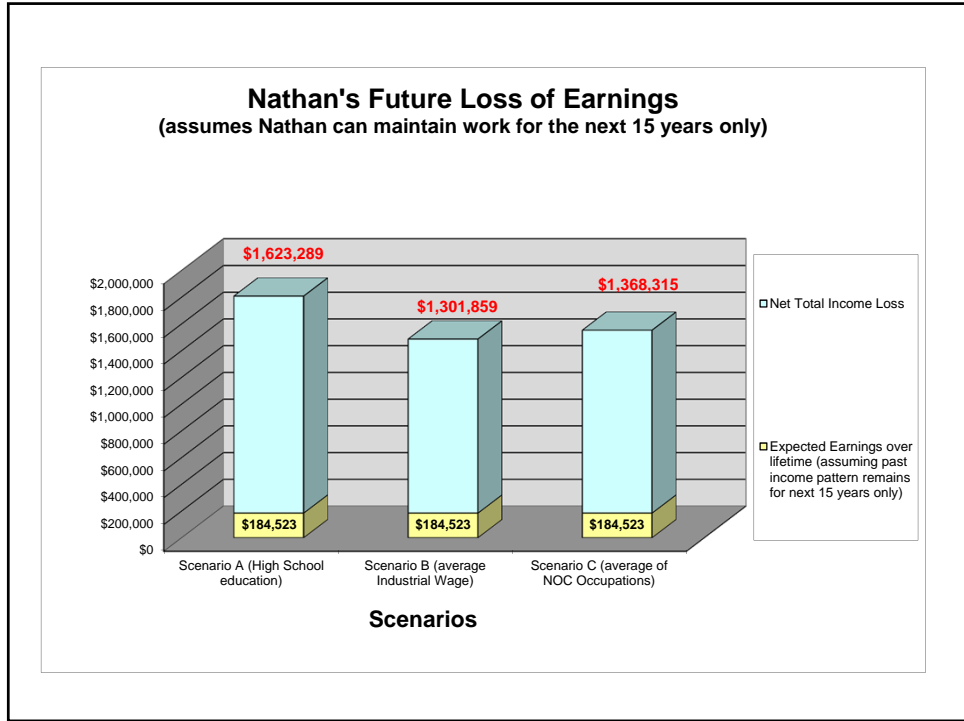 Nathan's Future Loss of Earnings
(assumes Nathan can maintain work for the next 15 years only)
$1,623,289
$1,301,859
$1,368,315
$2,000,000
$1,800,000
$1,600,000
$1,400,000
$1,200,000
$1,000,000
$800,000
$600,000
$400,000
$200,000
$0
$184,523
$184,523
$184,523
Scenario A (High School
education)
Scenario B (average
Industrial Wage)
Scenario C (average of
NOC Occupations)
Scenarios
Net Total Income Loss
Expected Earnings over
lifetime (assuming past
income pattern remains
for next 15 years only)